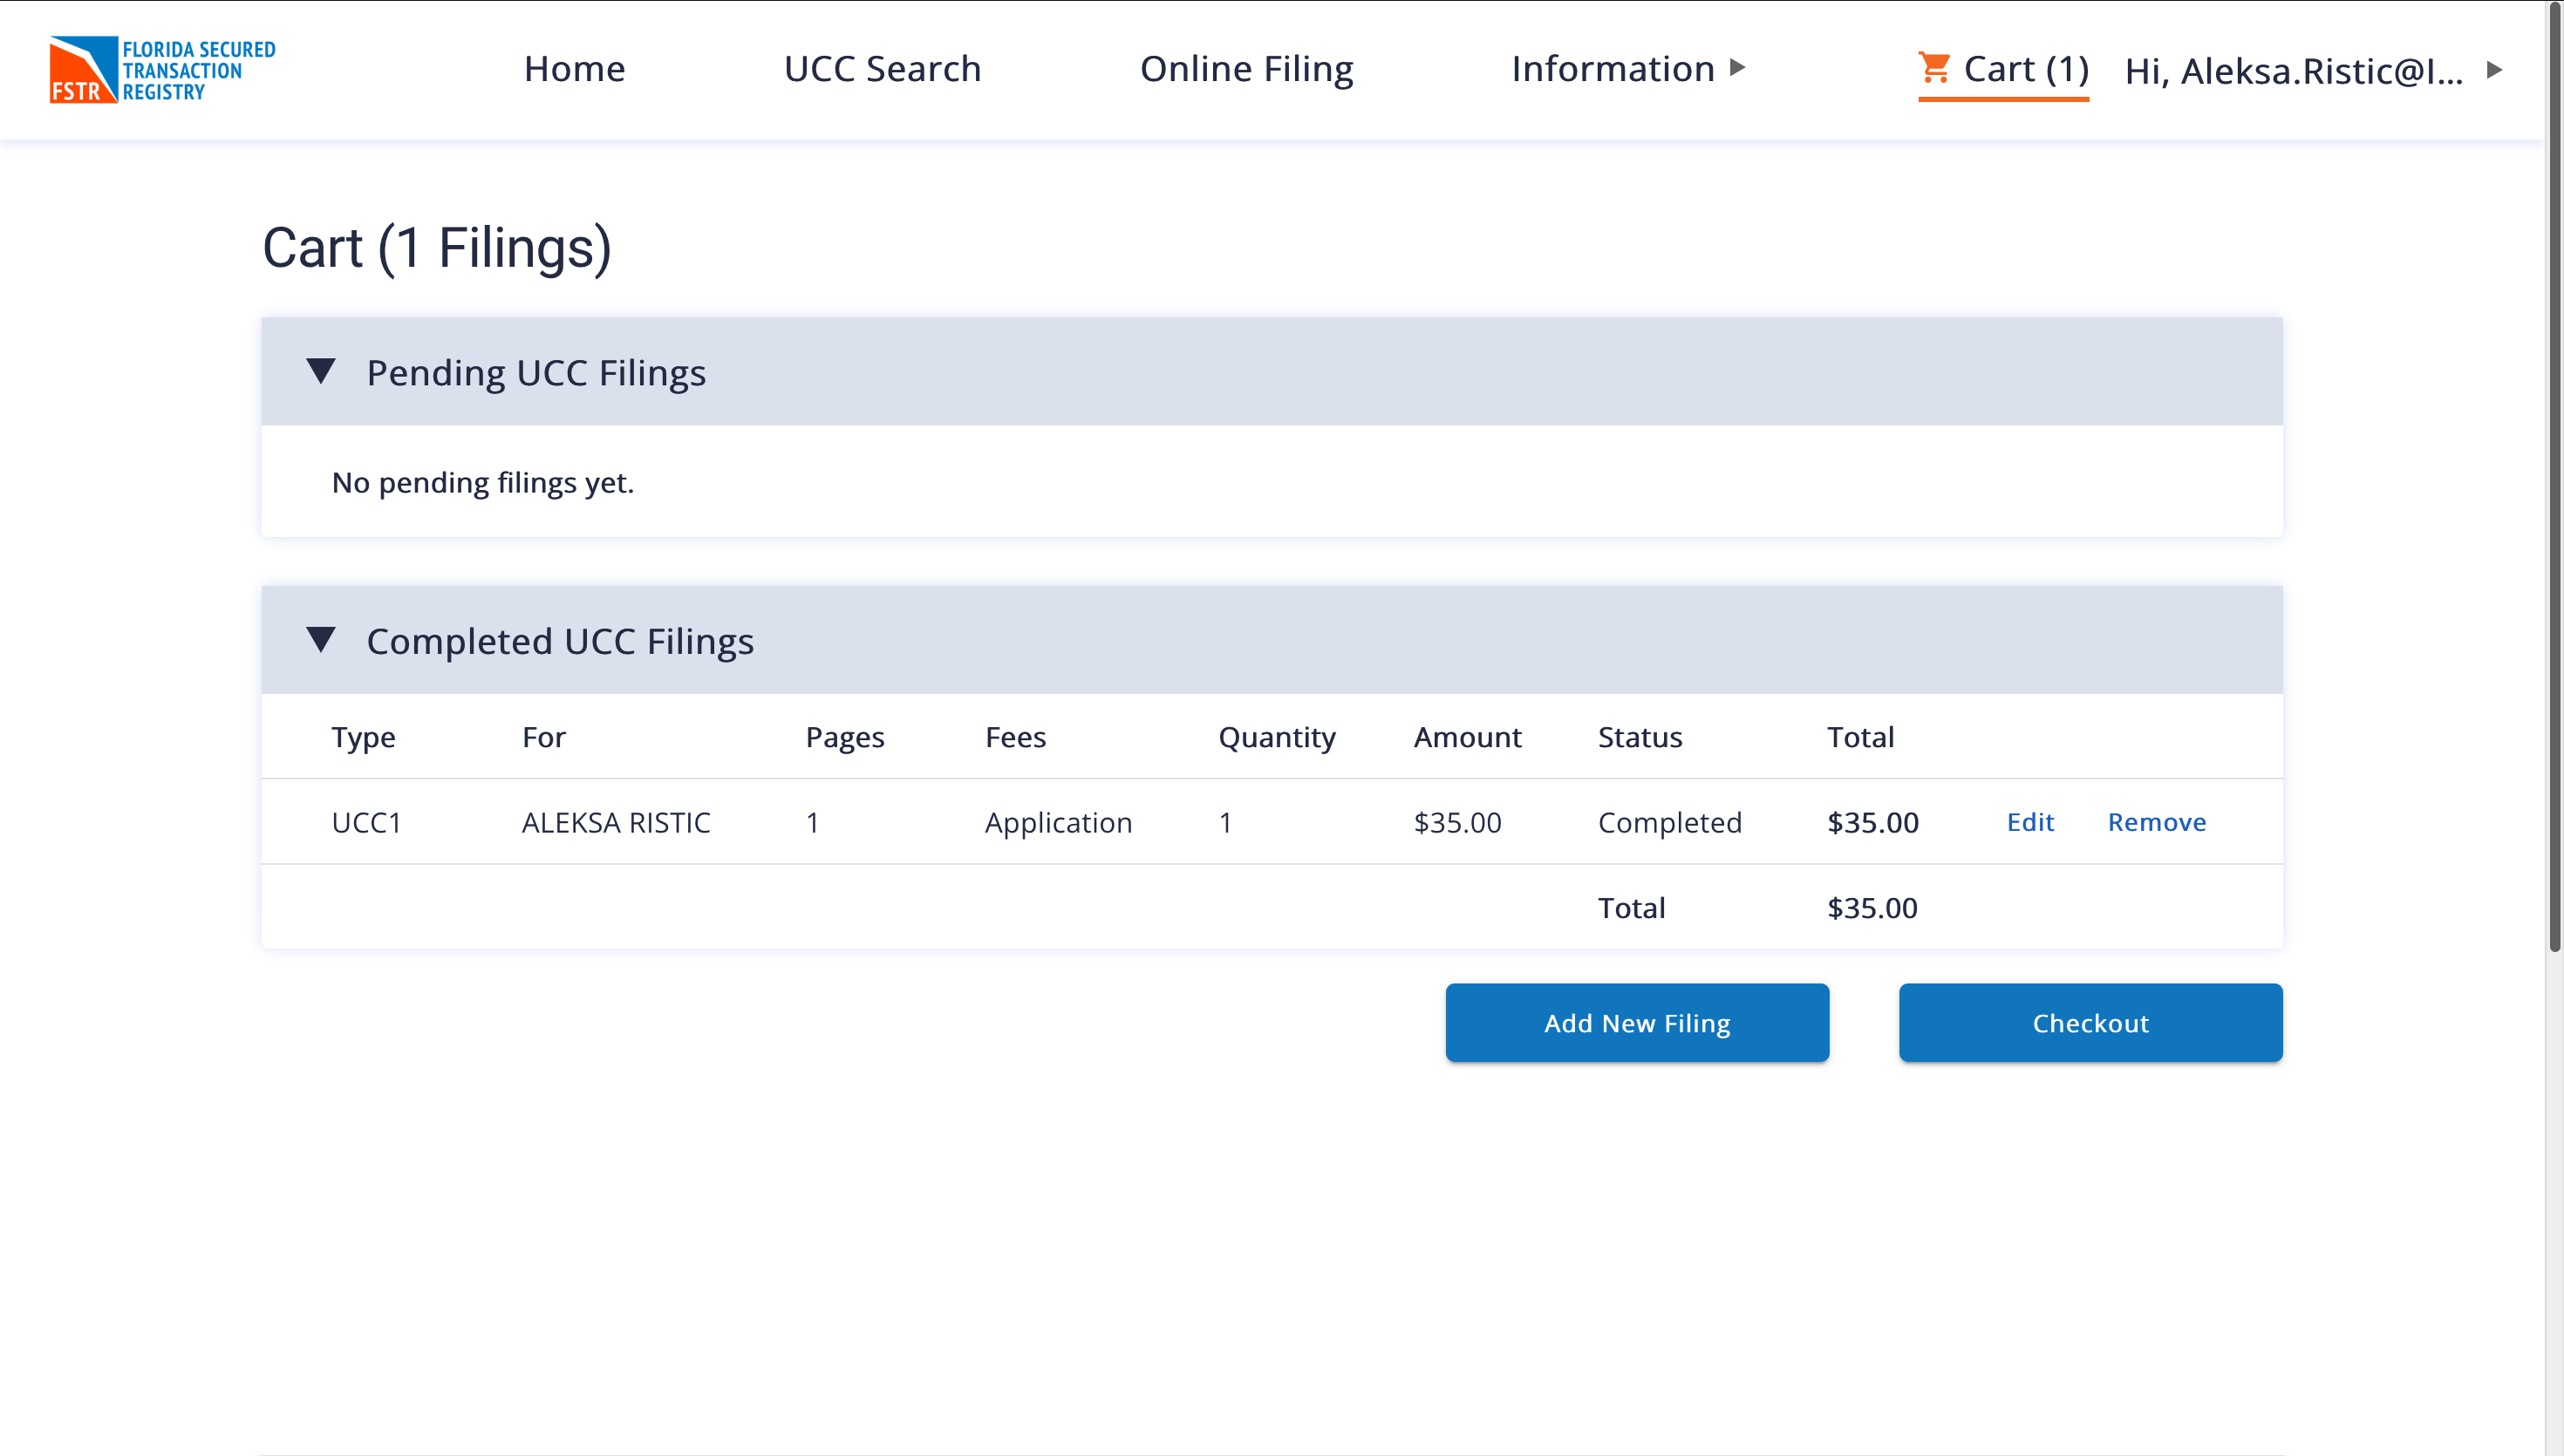 FSTR
FLORIDA SECURED
TRANSACTION
REGISTRY
Home
UCC Search
Online Filing
Information
Cart (1)
Hi, Aleksa.Ristic@l...
Cart (1 Filings)
Pending UCC Filings
No pending filings yet.
Completed UCC Filings
Type For Pages Fees Quantity Amount Status Total
UCC1 ALEKSA RISTIC 1 Application 1 $35.00 Completed $35.00 Edit Remove
Total $35.00
Add New Filing
Checkout